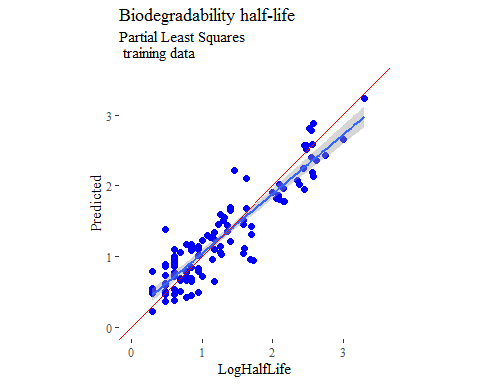 Biodegradability half-life
Partial Least Squares
training data
Predicted
3
2
1
0
0
1
2
3
LogHalfLife